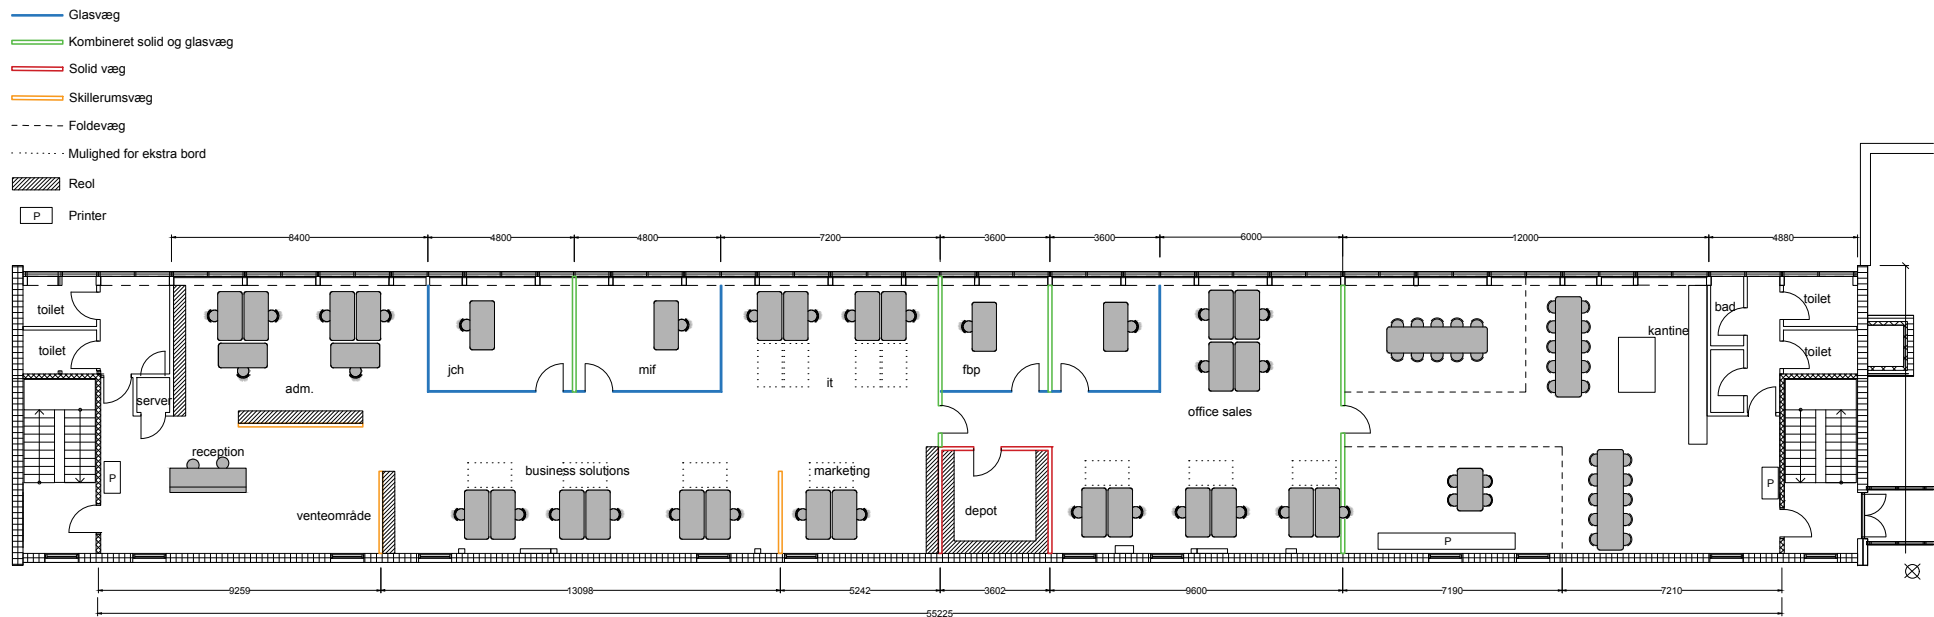 Glasvæg
Kombineret solid og glasvæg
Solid væg
Skillerumsvæg
Foldevæg
Mulighed for ekstra bord
Reol
P Printer
8400 4800 4800 7200 3600 3600 6000 12000 4880
toilet
toilet
server
adm.
reception
P
venteområde
jch
mif
it
business solutions
marketing
fbp
depot
office sales
kantine
bad
toilet
toilet
P
P
9259 13098 5242 3602 9600 7190 7210
55225